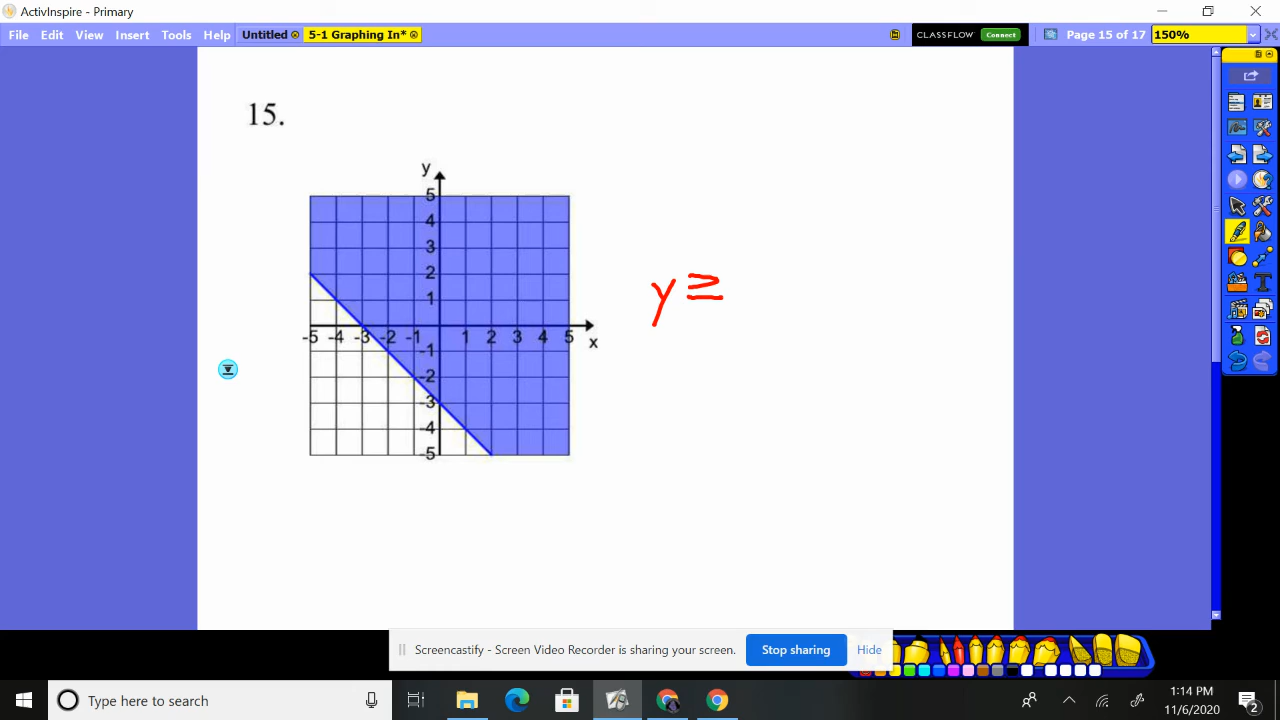 ActivInspire - Primary
File Edit View Insert Tools Help Untitled 5-1 Graphing In* CLASSFLOW Connect Page 15 of 17 150%
15.
y
5
4
3
2
1
-5 -4 -3 -2 -1 1 2 3 4 5 x
-1
-2
-3
-4
-5
y ≥
Screencastify - Screen Video Recorder is sharing your screen. Stop sharing Hide
Type here to search
1:14 PM
11/6/2020
2